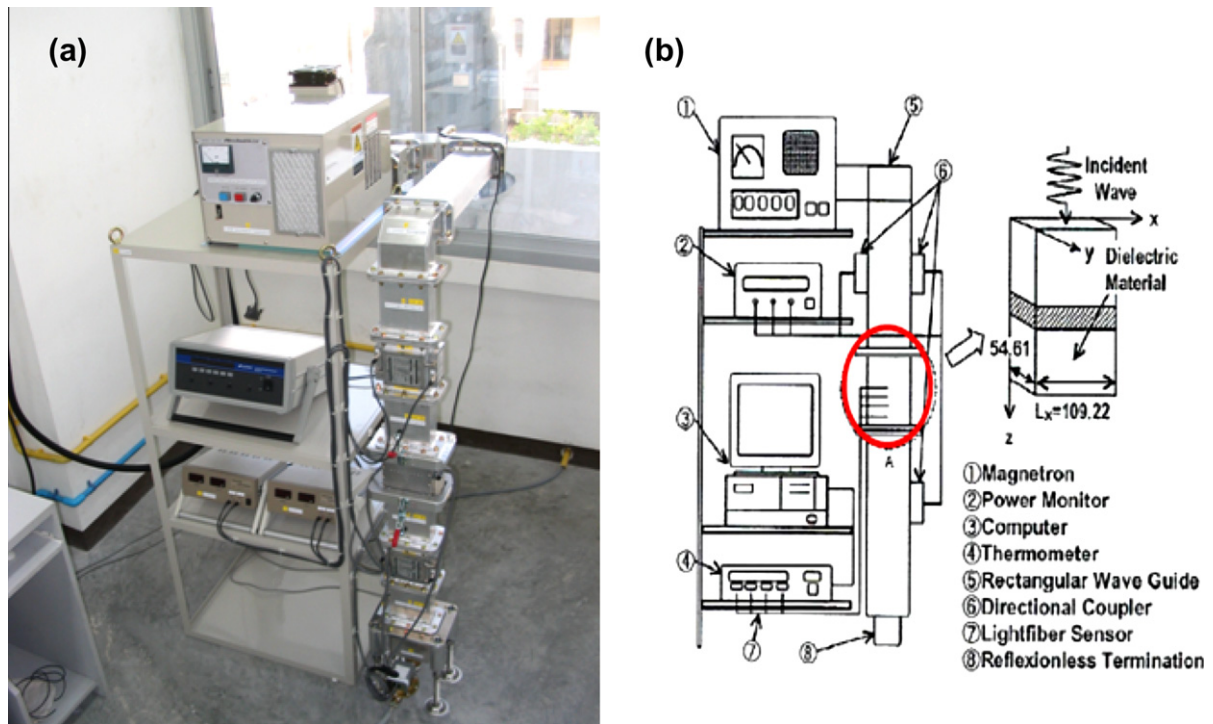 (a)
(b)
①
⑤
⑥
Incident
Wave
x
y
Dielectric
Material
②
54.61
Lx=109.22
z
③
A
④
⑦
⑧
①Magnetron
②Power Monitor
③Computer
④Thermometer
⑤Rectangular Wave Guide
⑥Directional Coupler
⑦Lightfiber Sensor
⑧Reflexionless Termination